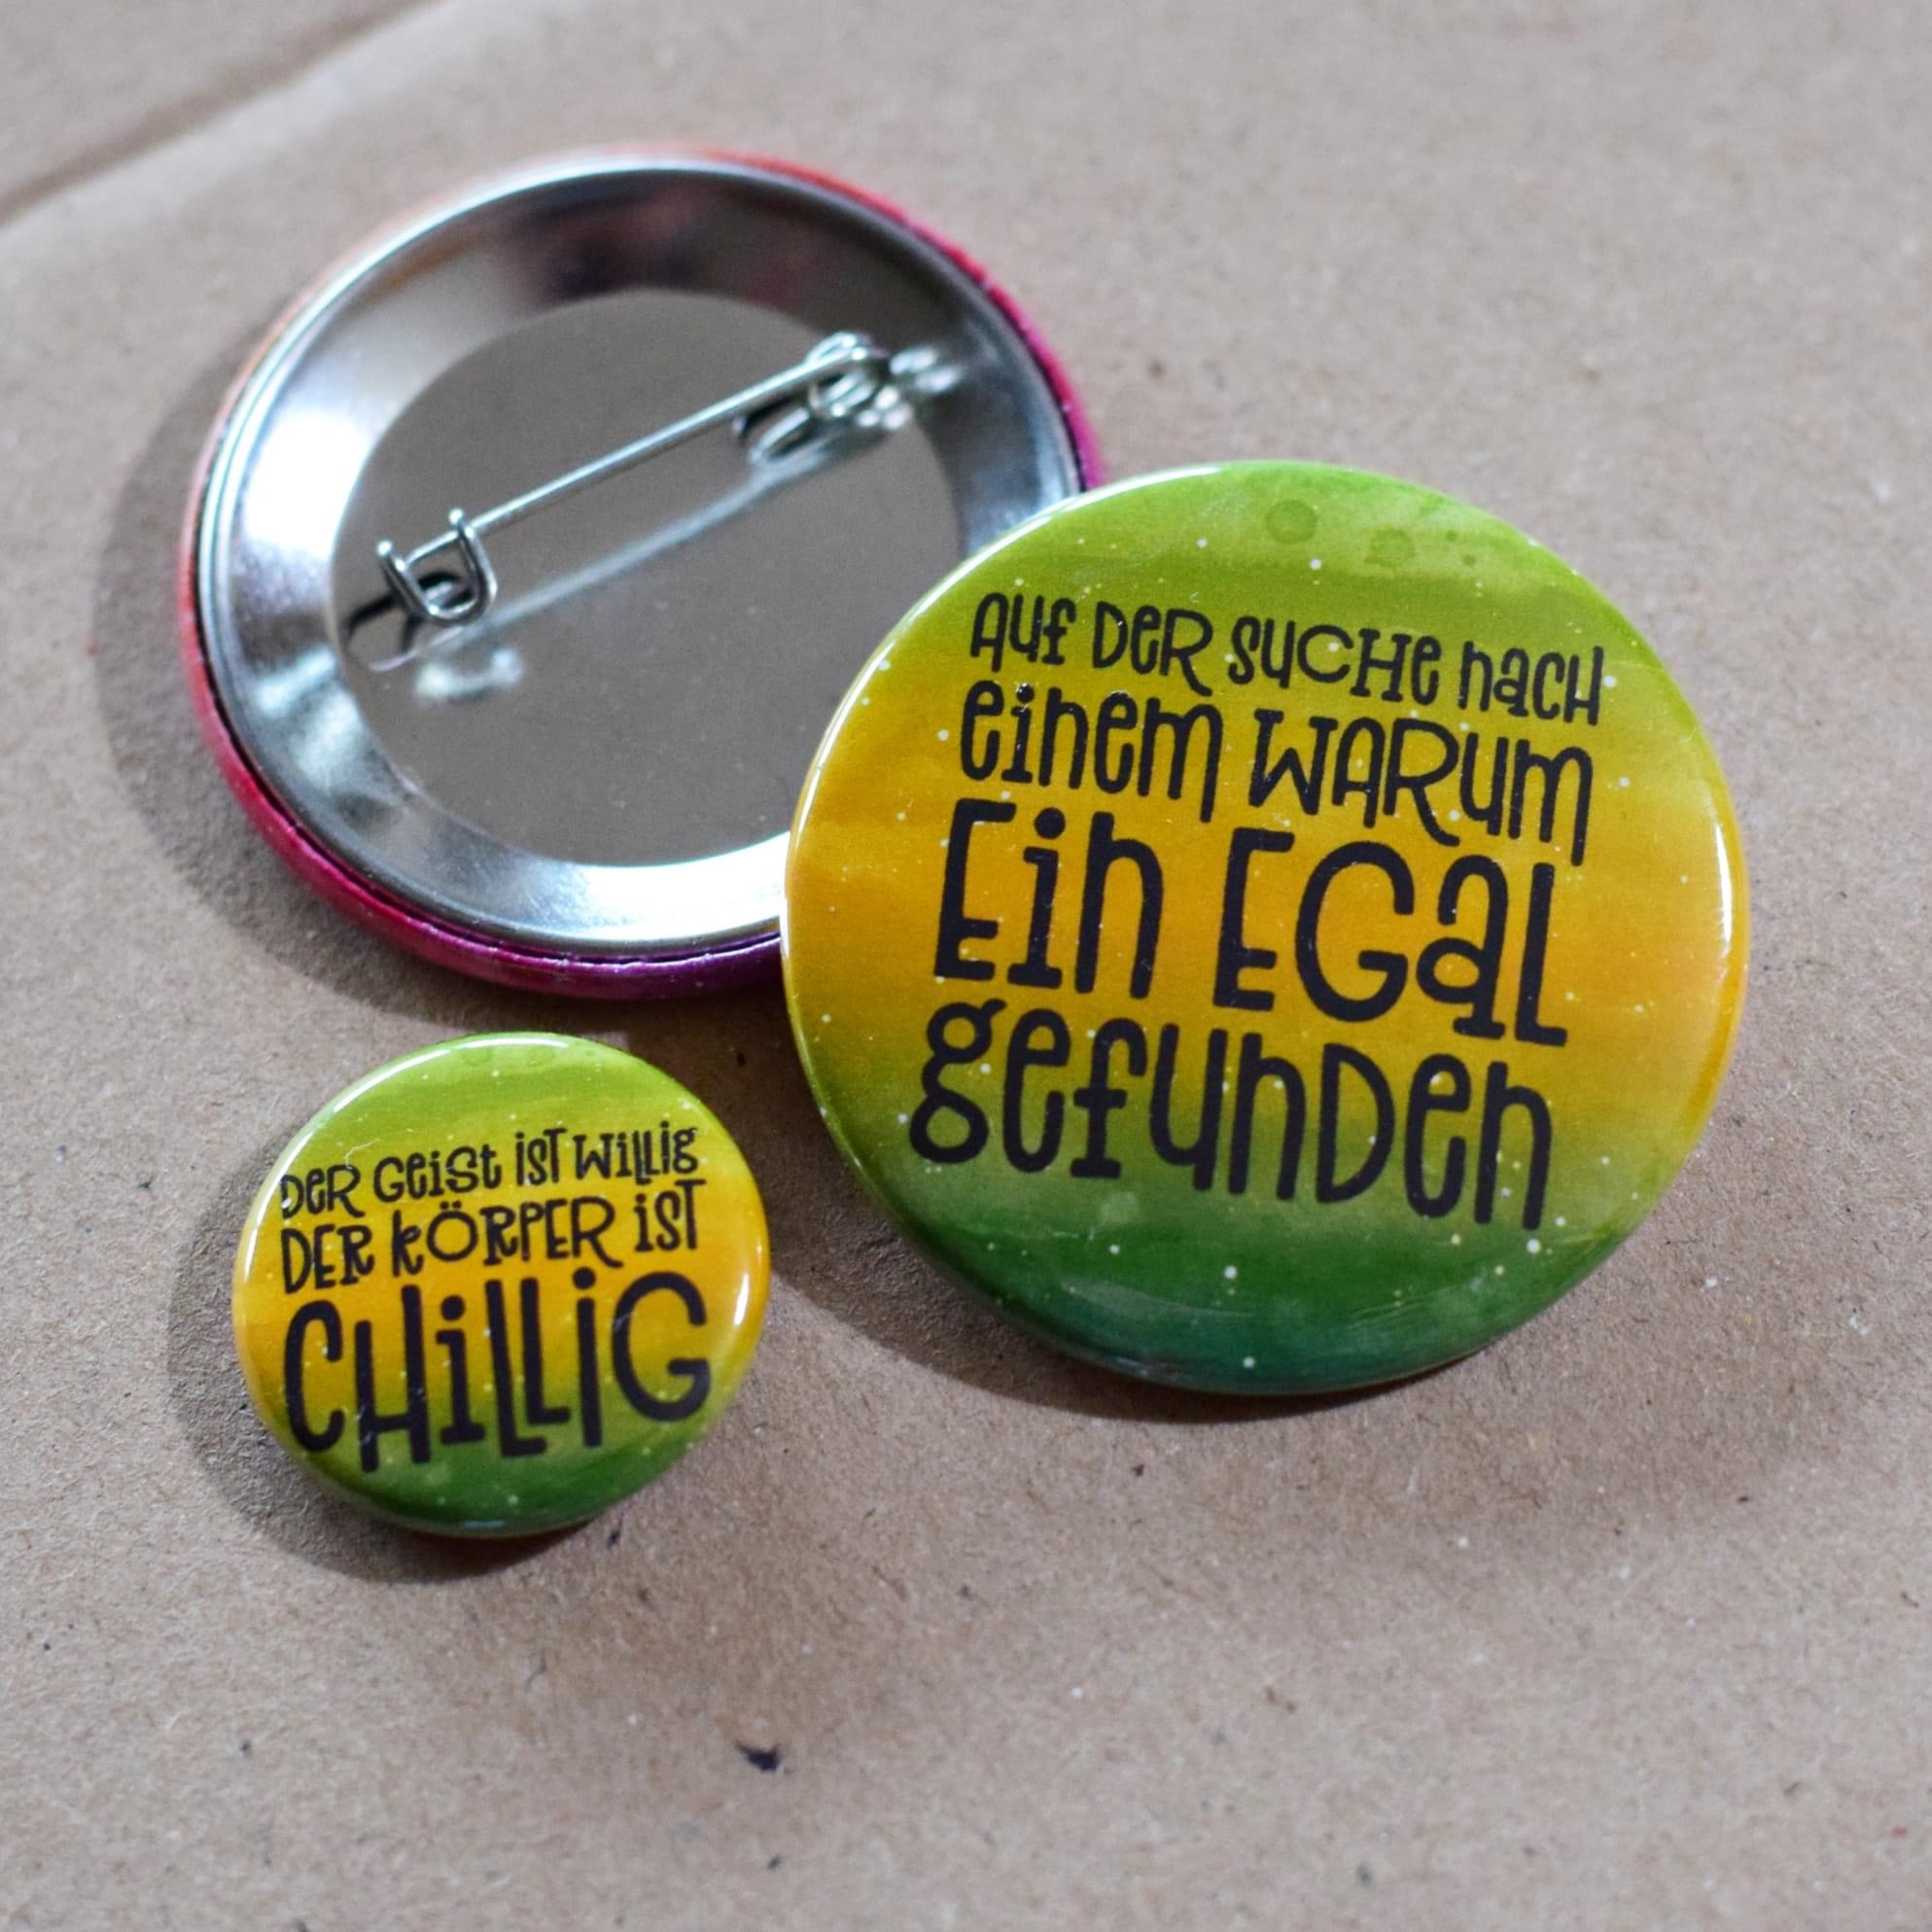 Auf der Suche nach
einem Warum
Ein Egal
gefunden
Der Geist ist willig
Der Körper ist
chillig